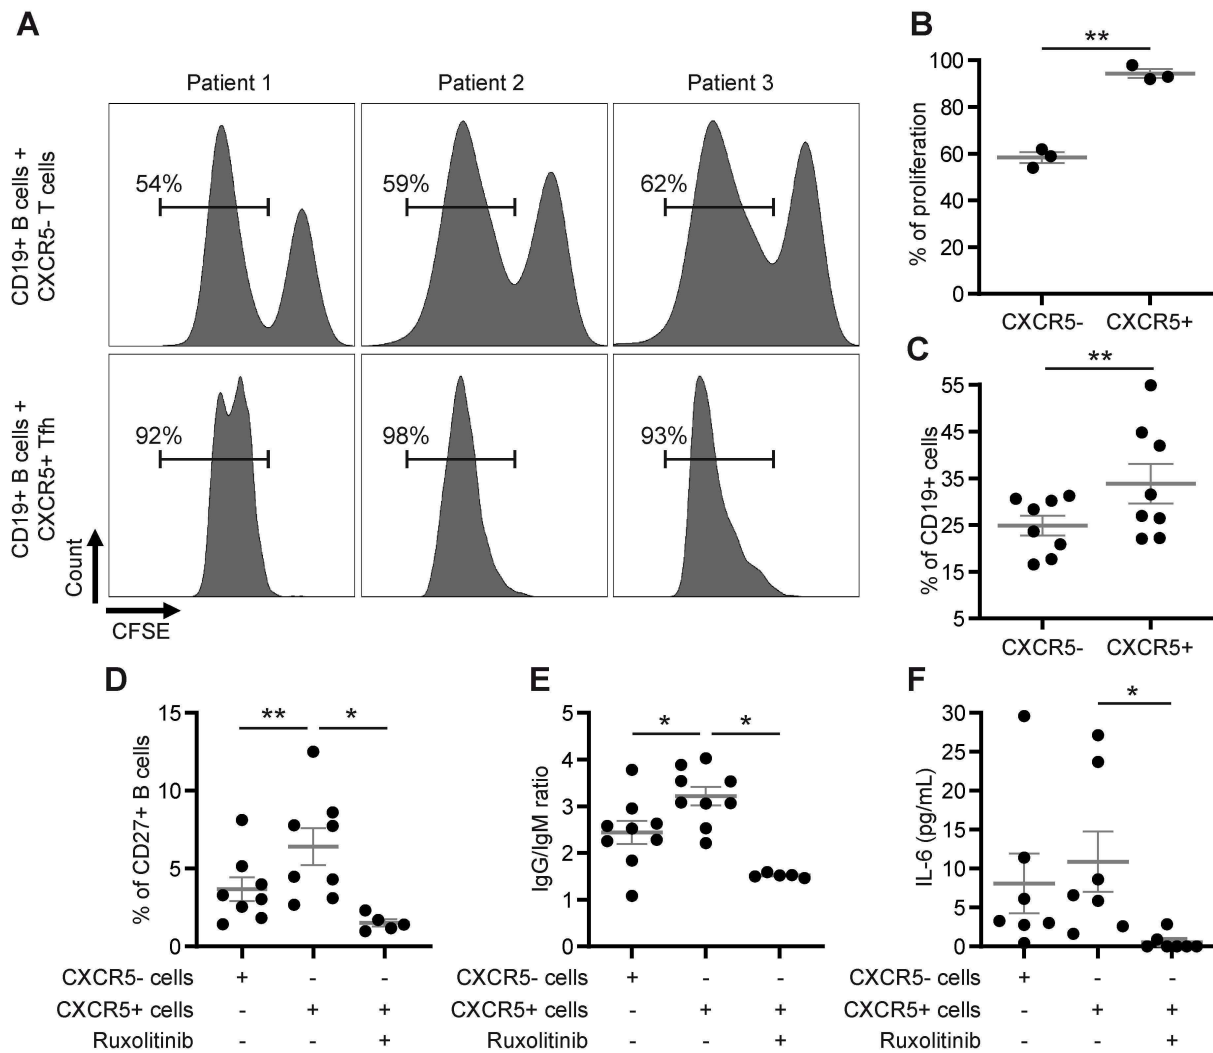 A
Patient 1
Patient 2
Patient 3
CD19+ B cells +
CXCR5- T cells
54%
59%
62%
CD19+ B cells +
CXCR5+ Tfh
92%
98%
93%
Count
CFSE
B
**
% of proliferation
100
80
60
40
20
0
CXCR5-
CXCR5+
C
**
% of CD19+ cells
55
45
35
25
15
5
CXCR5-
CXCR5+
D
** *
% of CD27+ B cells
15
10
5
0
CXCR5- cells + - -
CXCR5+ cells - + +
Ruxolitinib - - +
E
* *
IgG/IgM ratio
5
4
3
2
1
0
CXCR5- cells + - -
CXCR5+ cells - + +
Ruxolitinib - - +
F
*
IL-6 (pg/mL)
30
25
20
15
10
5
0
CXCR5- cells + - -
CXCR5+ cells - + +
Ruxolitinib - - +